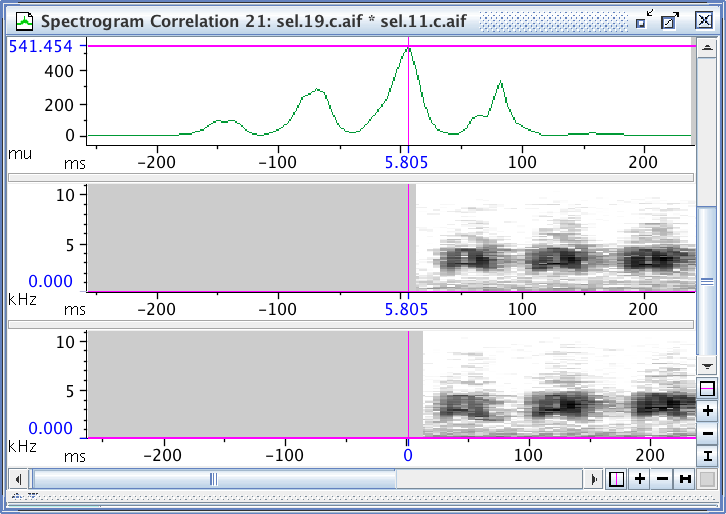 Spectrogram Correlation 21: sel.19.c.aif * sel.11.c.aif
541.454
400
200
0
mu
ms -200 -100 5.805 100 200
10
5
0.000
kHz
ms -200 -100 5.805 100 200
10
5
0.000
kHz
ms -200 -100 0 100 200